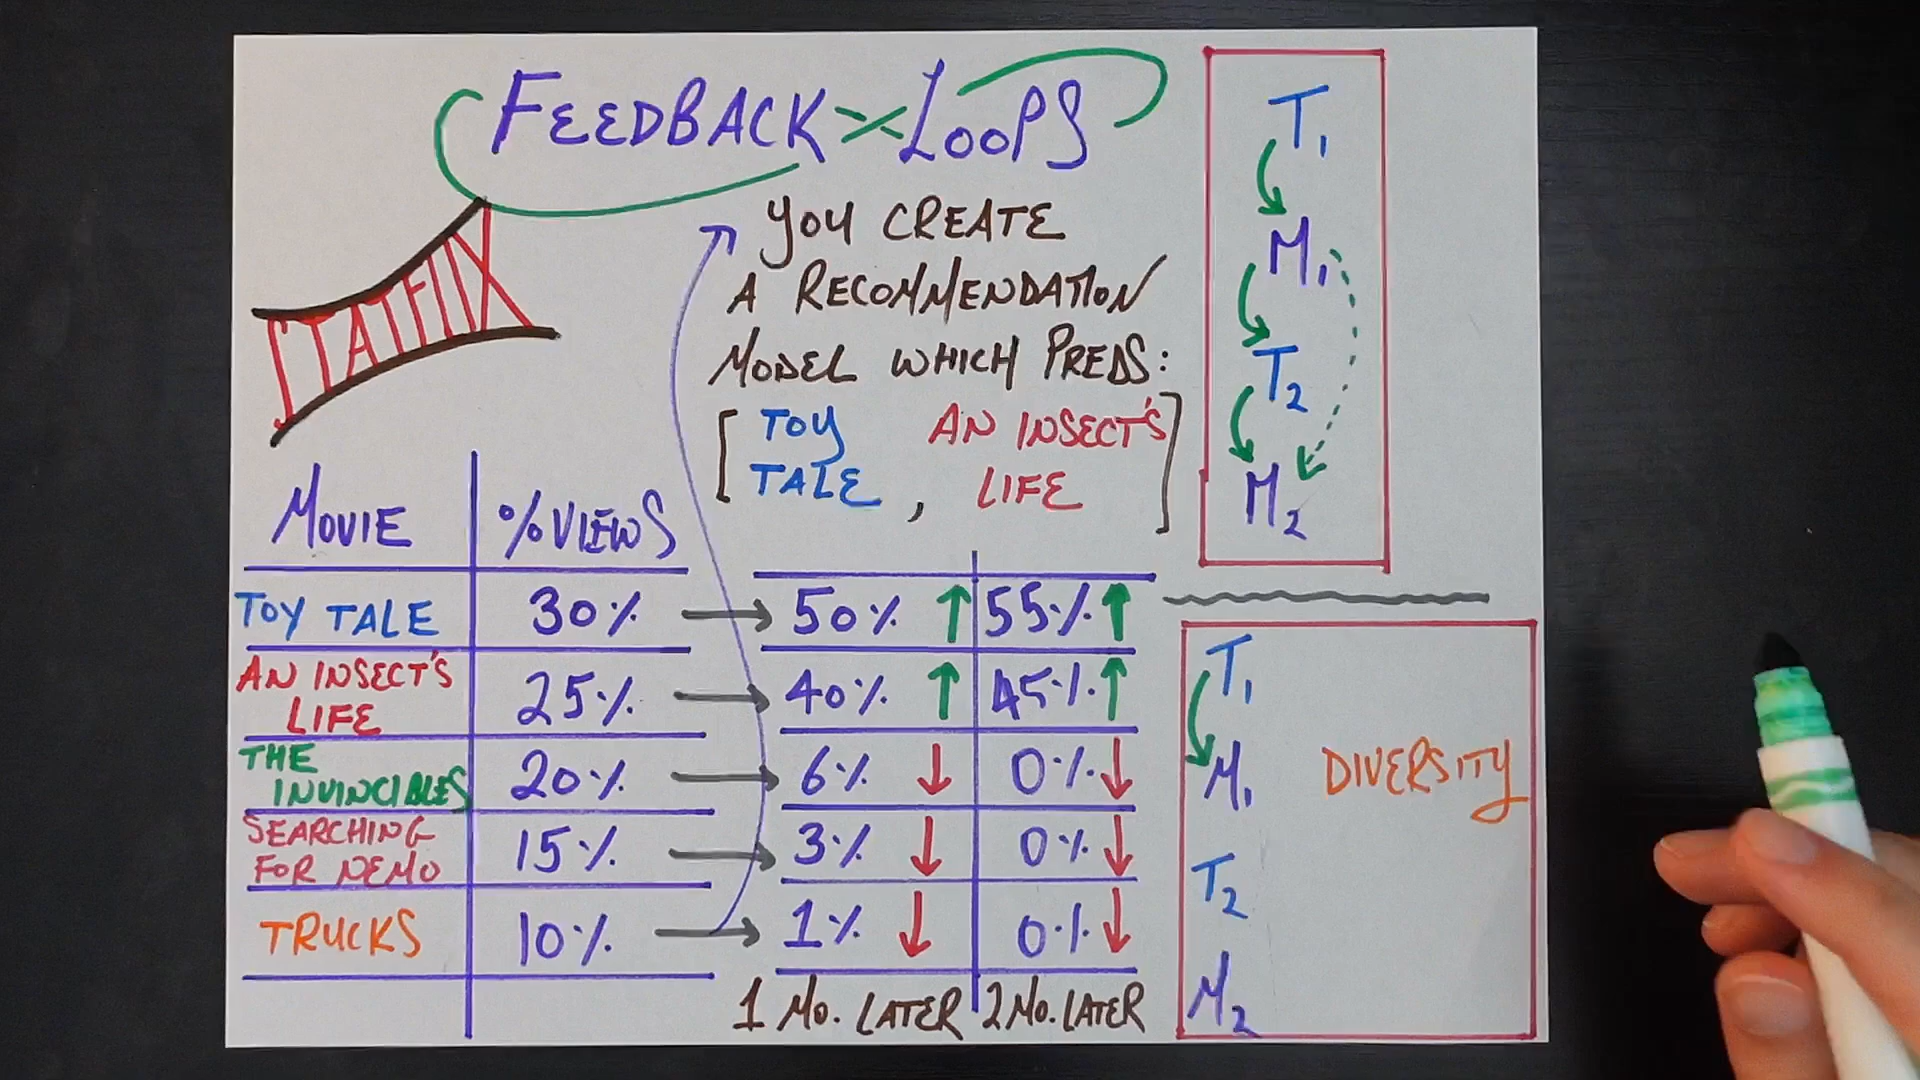 FEEDBACK LOOPS
STATFLIX
YOU CREATE
A RECOMMENDATION
MODEL WHICH PREDS:
[TOY TALE, AN INSECT'S LIFE]
MOVIE %VIEWS
TOY TALE 30% → 50% ↑ 55% ↑
AN INSECT'S LIFE 25% → 40% ↑ 45% ↑
THE INVINCIBLES 20% → 6% ↓ 0% ↓
SEARCHING FOR NEMO 15% → 3% ↓ 0% ↓
TRUCKS 10% → 1% ↓ 0% ↓
1 MO. LATER 2 MO. LATER
T1
M1
T2
M2
T1
M1
DIVERSITY
T2
M2